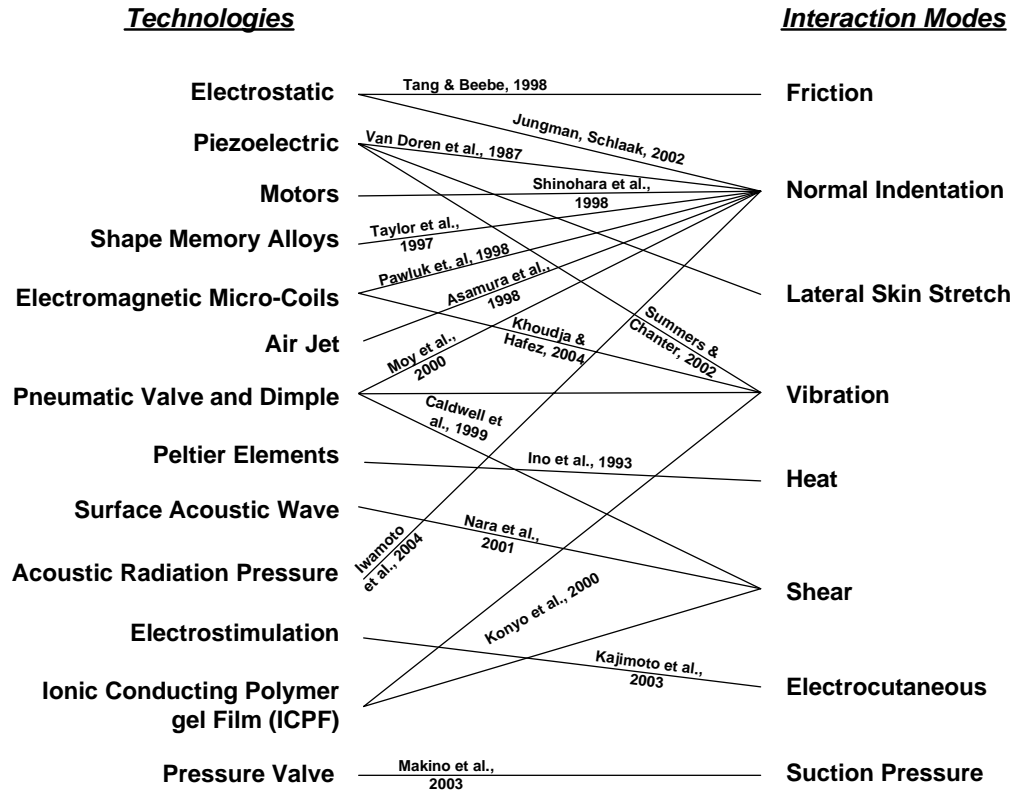 Technologies
Interaction Modes
Electrostatic
Piezoelectric
Motors
Shape Memory Alloys
Electromagnetic Micro-Coils
Air Jet
Pneumatic Valve and Dimple
Peltier Elements
Surface Acoustic Wave
Acoustic Radiation Pressure
Electrostimulation
Ionic Conducting Polymer
gel Film (ICPF)
Pressure Valve
Tang & Beebe, 1998
Jungman, Schlaak, 2002
Van Doren et al., 1987
Shinohara et al.,
1998
Taylor et al.,
1997
Pawluk et. al, 1998
Asamura et al.,
1998
Moy et al.,
2000
Khoudja &
Hafez, 2004
Summers &
Chanter, 2002
Caldwell et
al., 1999
Ino et al., 1993
Nara et al.,
2001
Iwamoto
et al., 2004
Konyo et al., 2000
Kajimoto et al.,
2003
Makino et al.,
2003
Friction
Normal Indentation
Lateral Skin Stretch
Vibration
Heat
Shear
Electrocutaneous
Suction Pressure